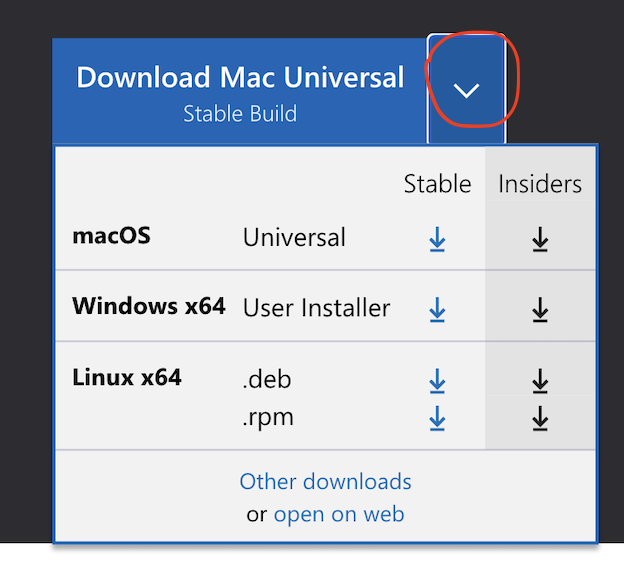 Download Mac Universal
Stable Build
Stable Insiders
macOS Universal
Windows x64 User Installer
Linux x64 .deb
.rpm
Other downloads
or open on web